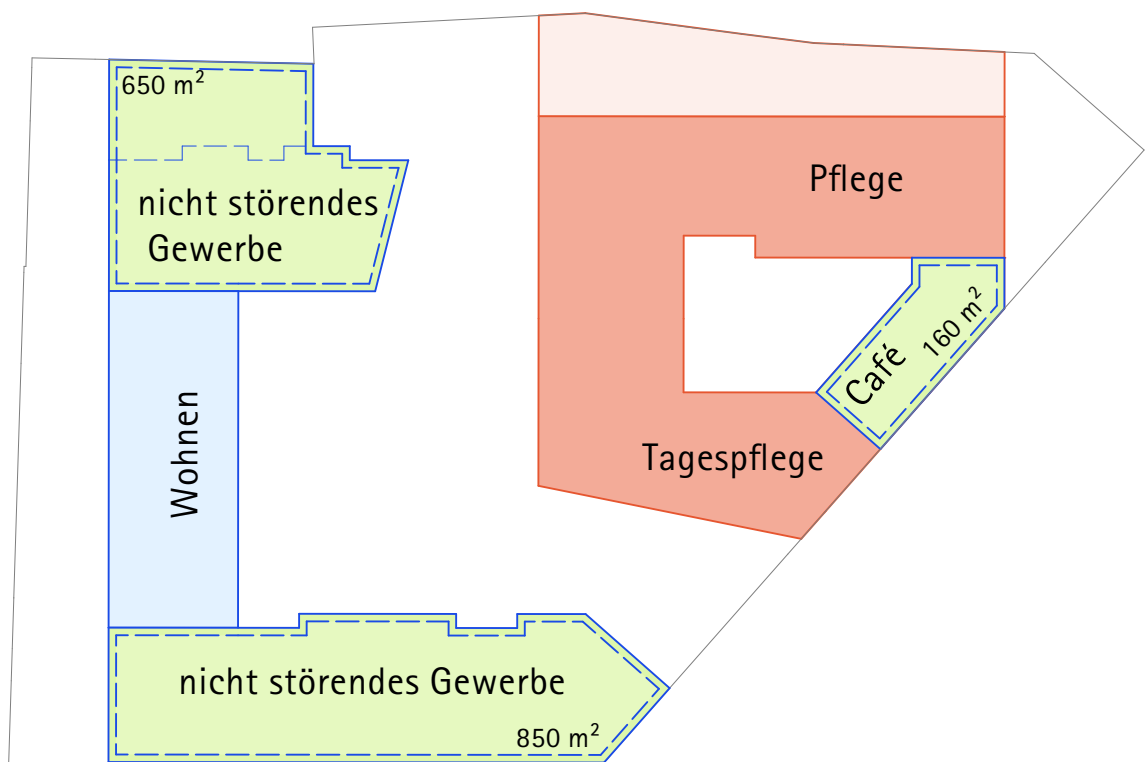 650 m²
nicht störendes
Gewerbe
Pflege
160 m²
Café
Wohnen
Tagespflege
nicht störendes Gewerbe
850 m²